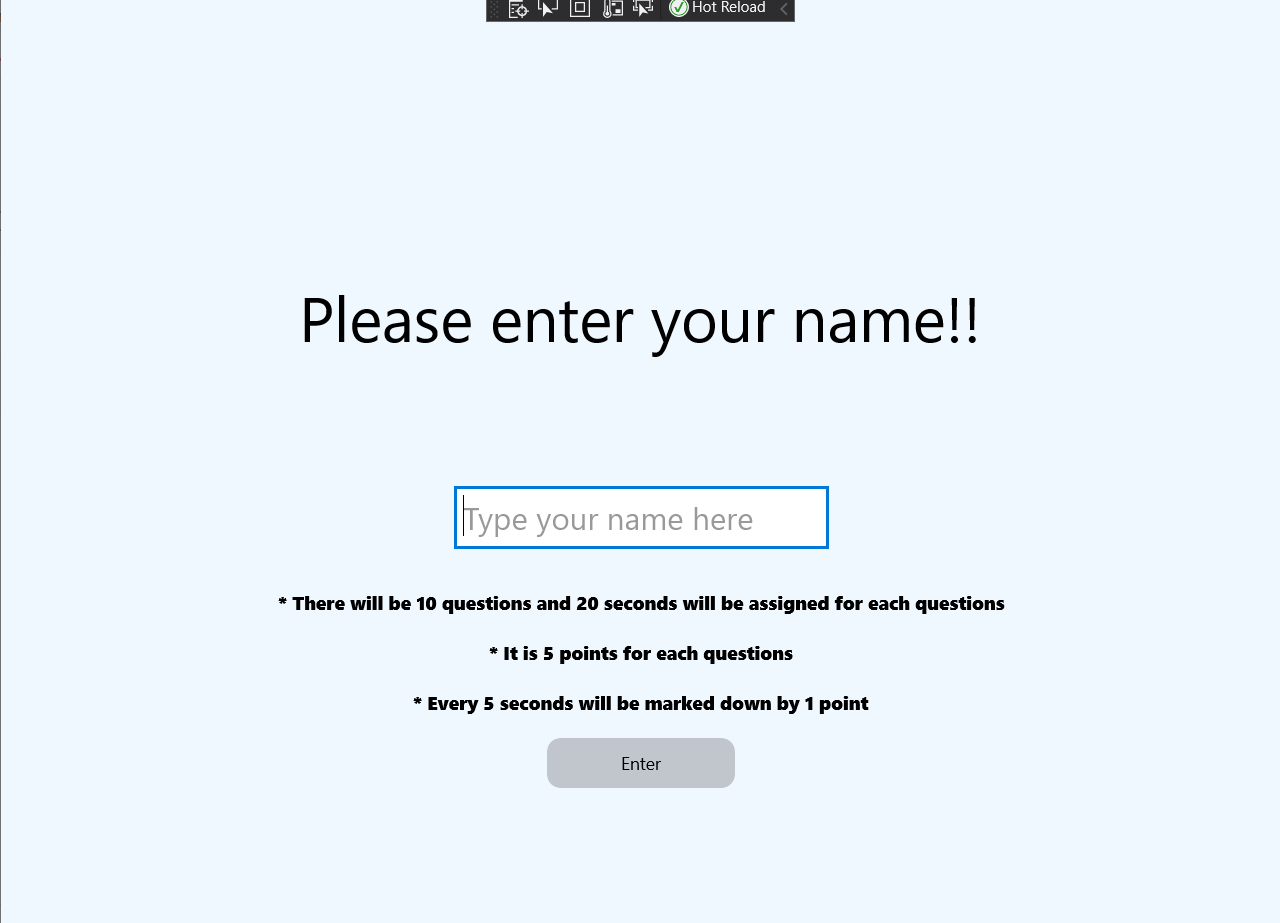 Hot Reload
Please enter your name!!
Type your name here
* There will be 10 questions and 20 seconds will be assigned for each questions
* It is 5 points for each questions
* Every 5 seconds will be marked down by 1 point
Enter